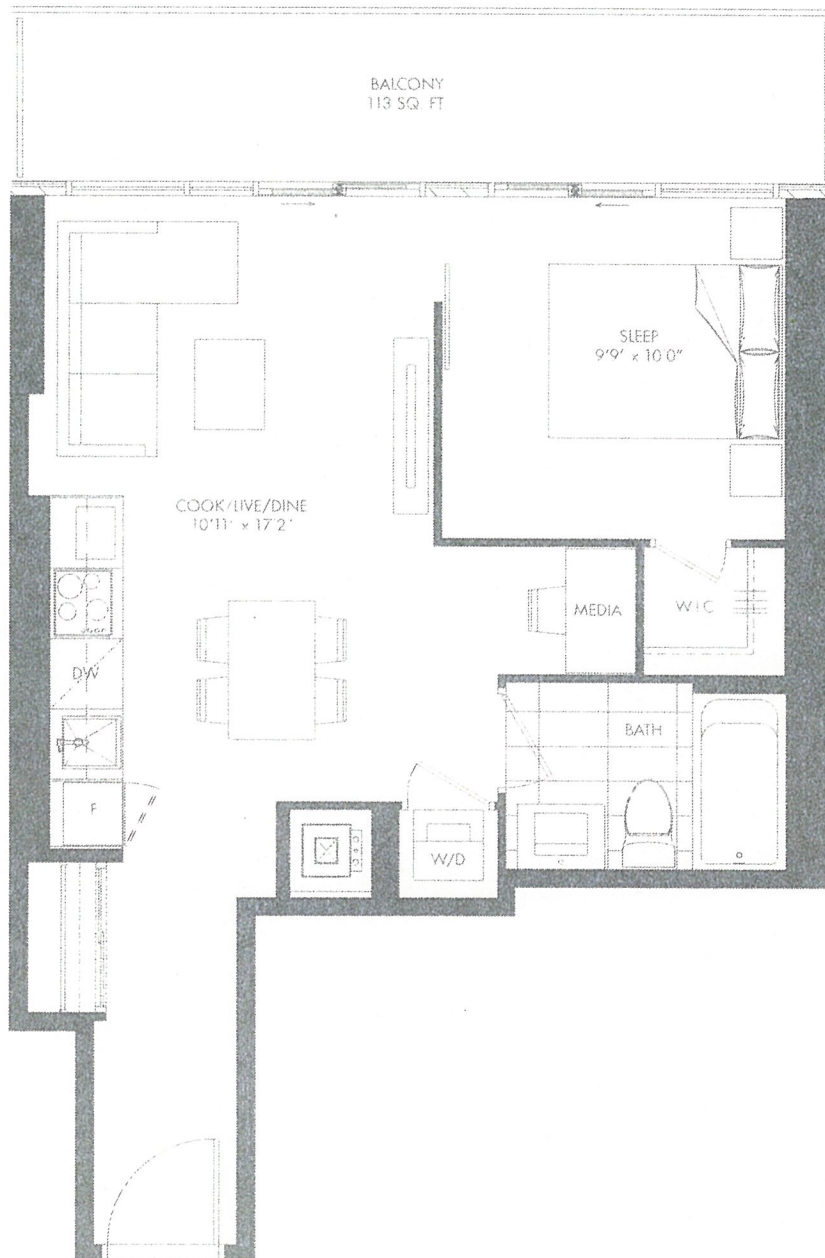 BALCONY
113 SQ. FT
SLEEP
9'9" x 10'0"
COOK/LIVE/DINE
10'11" x 17'2"
MEDIA
W I C
DW
BATH
F
W/D